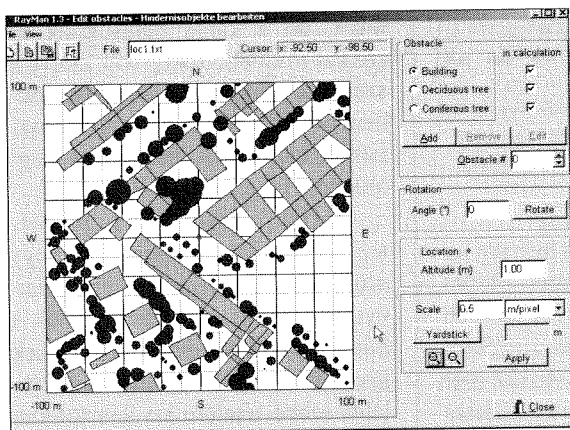 RayMan 1.3 - Edit obstacles - Hindernisobjekte bearbeiten
File View
File loc1.txt Cursor: x: -92.50 y: -98.50
Obstacle
in calculation
Building
Deciduous tree
Coniferous tree
Add Remove Edit
Obstacle # 0
Rotation
Angle (°) 0 Rotate
Location +
Altitude (m) 1.00
Scale 0.5 m/pixel
Yardstick m
Apply
Close
N
100 m
W
E
-100 m
-100 m S 100 m